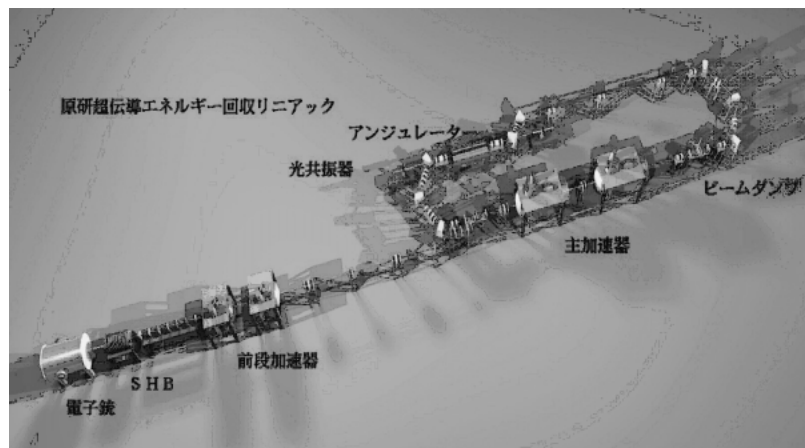 原研超伝導エネルギー回収リニアック
アンジュレーター
光共振器
ビームダンプ
主加速器
前段加速器
SHB
電子銃